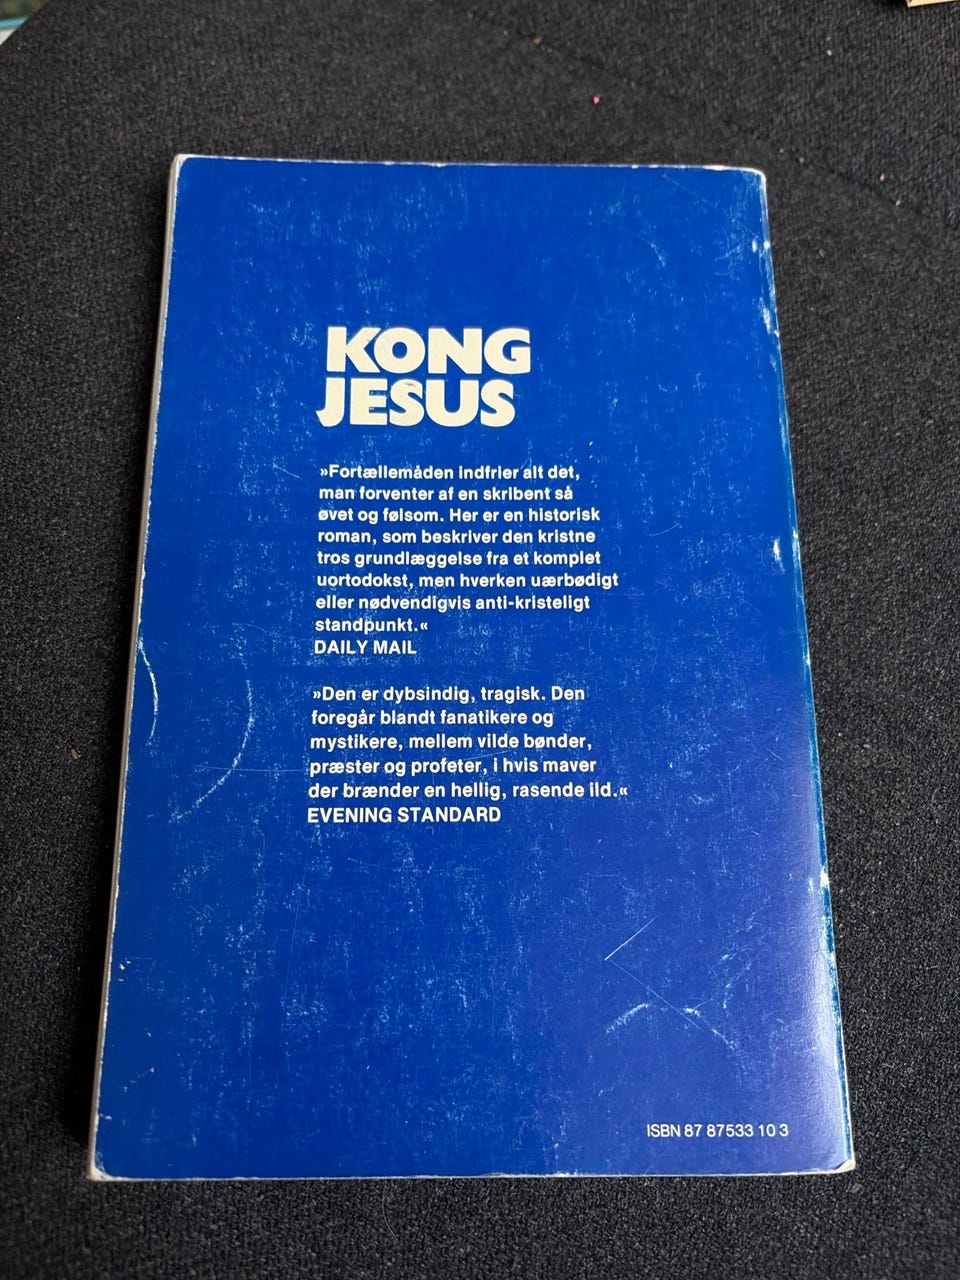 KONG
JESUS
»Fortællemåden indfrier alt det,
man forventer af en skribent så
øvet og følsom. Her er en historisk
roman, som beskriver den kristne
tros grundlæggelse fra et komplet
uortodokst, men hverken uærbødigt
eller nødvendigvis anti-kristeligt
standpunkt.«
DAILY MAIL
»Den er dybsindig, tragisk. Den
foregår blandt fanatikere og
mystikere, mellem vilde bønder,
præster og profeter, i hvis maver
der brænder en hellig, rasende ild.«
EVENING STANDARD
ISBN 87 87533 10 3